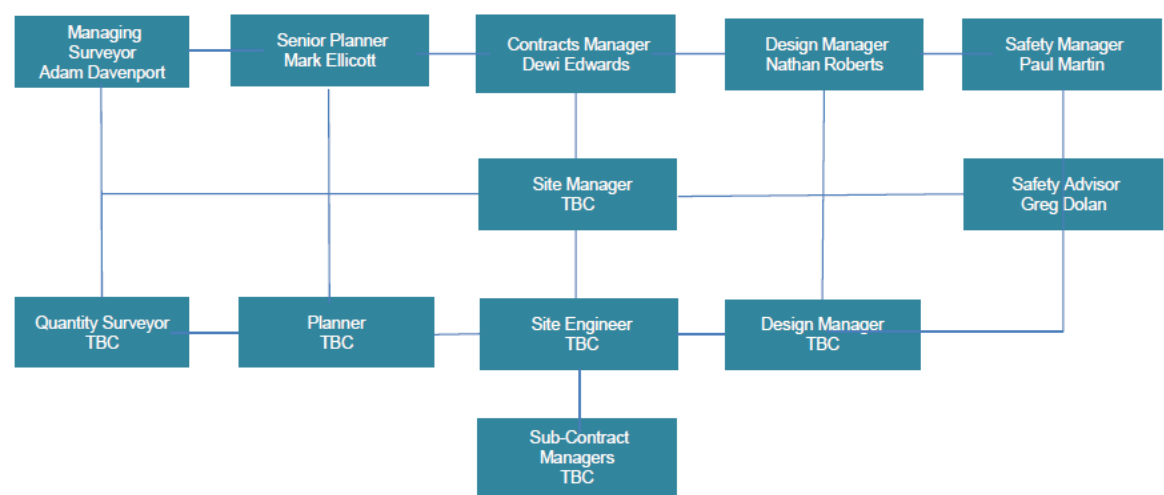 Managing
Surveyor
Adam Davenport
Senior Planner
Mark Ellicott
Contracts Manager
Dewi Edwards
Design Manager
Nathan Roberts
Safety Manager
Paul Martin
Site Manager
TBC
Safety Advisor
Greg Dolan
Quantity Surveyor
TBC
Planner
TBC
Site Engineer
TBC
Design Manager
TBC
Sub-Contract
Managers
TBC